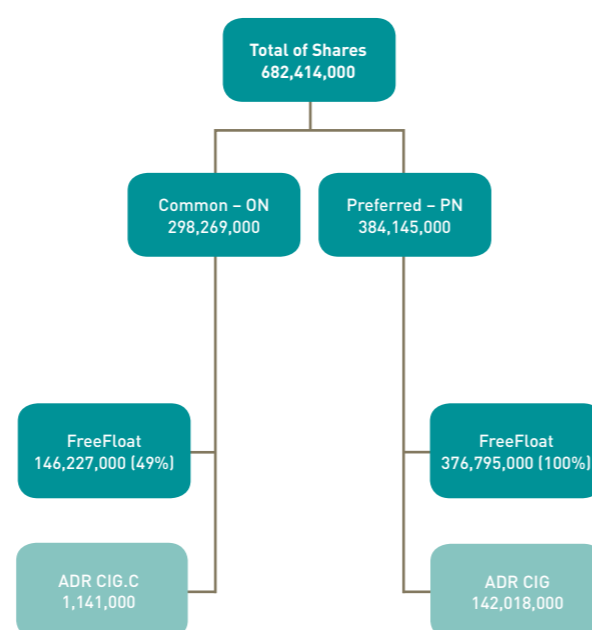 Total of Shares
682,414,000
Common – ON
298,269,000
Preferred – PN
384,145,000
FreeFloat
146,227,000 (49%)
FreeFloat
376,795,000 (100%)
ADR CIG.C
1,141,000
ADR CIG
142,018,000